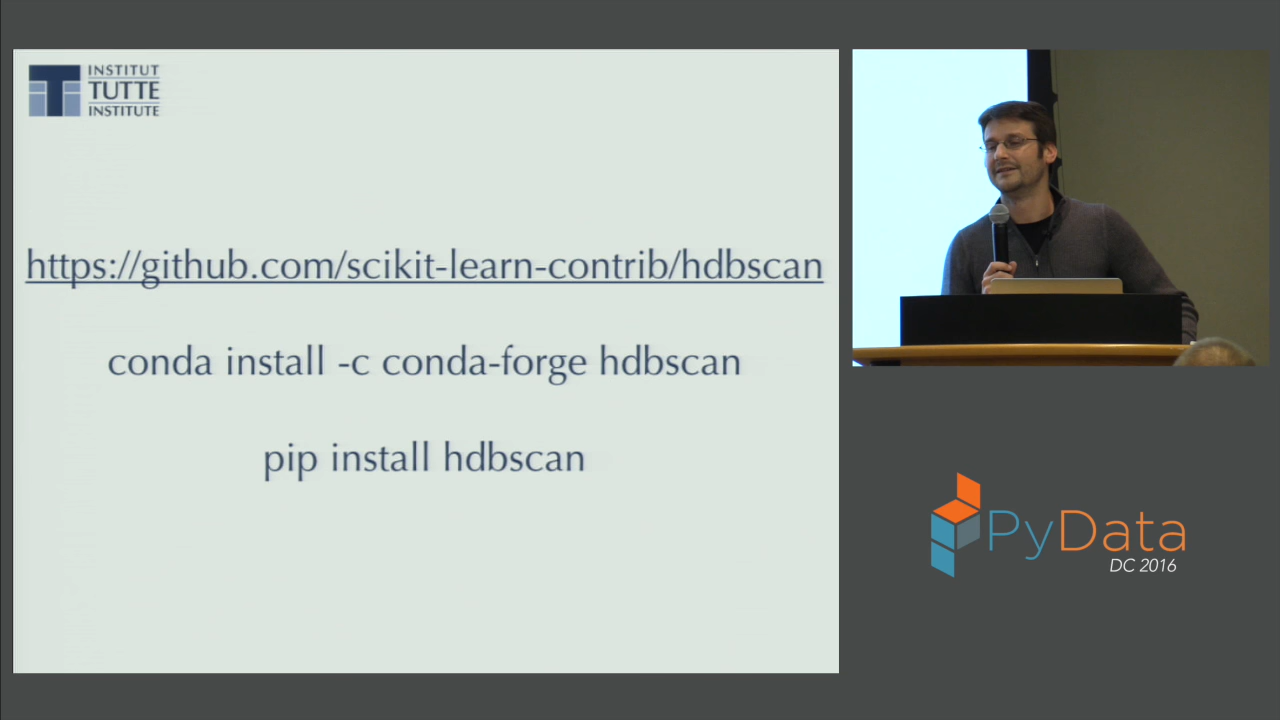 INSTITUT
TUTTE
INSTITUTE
https://github.com/scikit-learn-contrib/hdbscan
conda install -c conda-forge hdbscan
pip install hdbscan
PyData
DC 2016